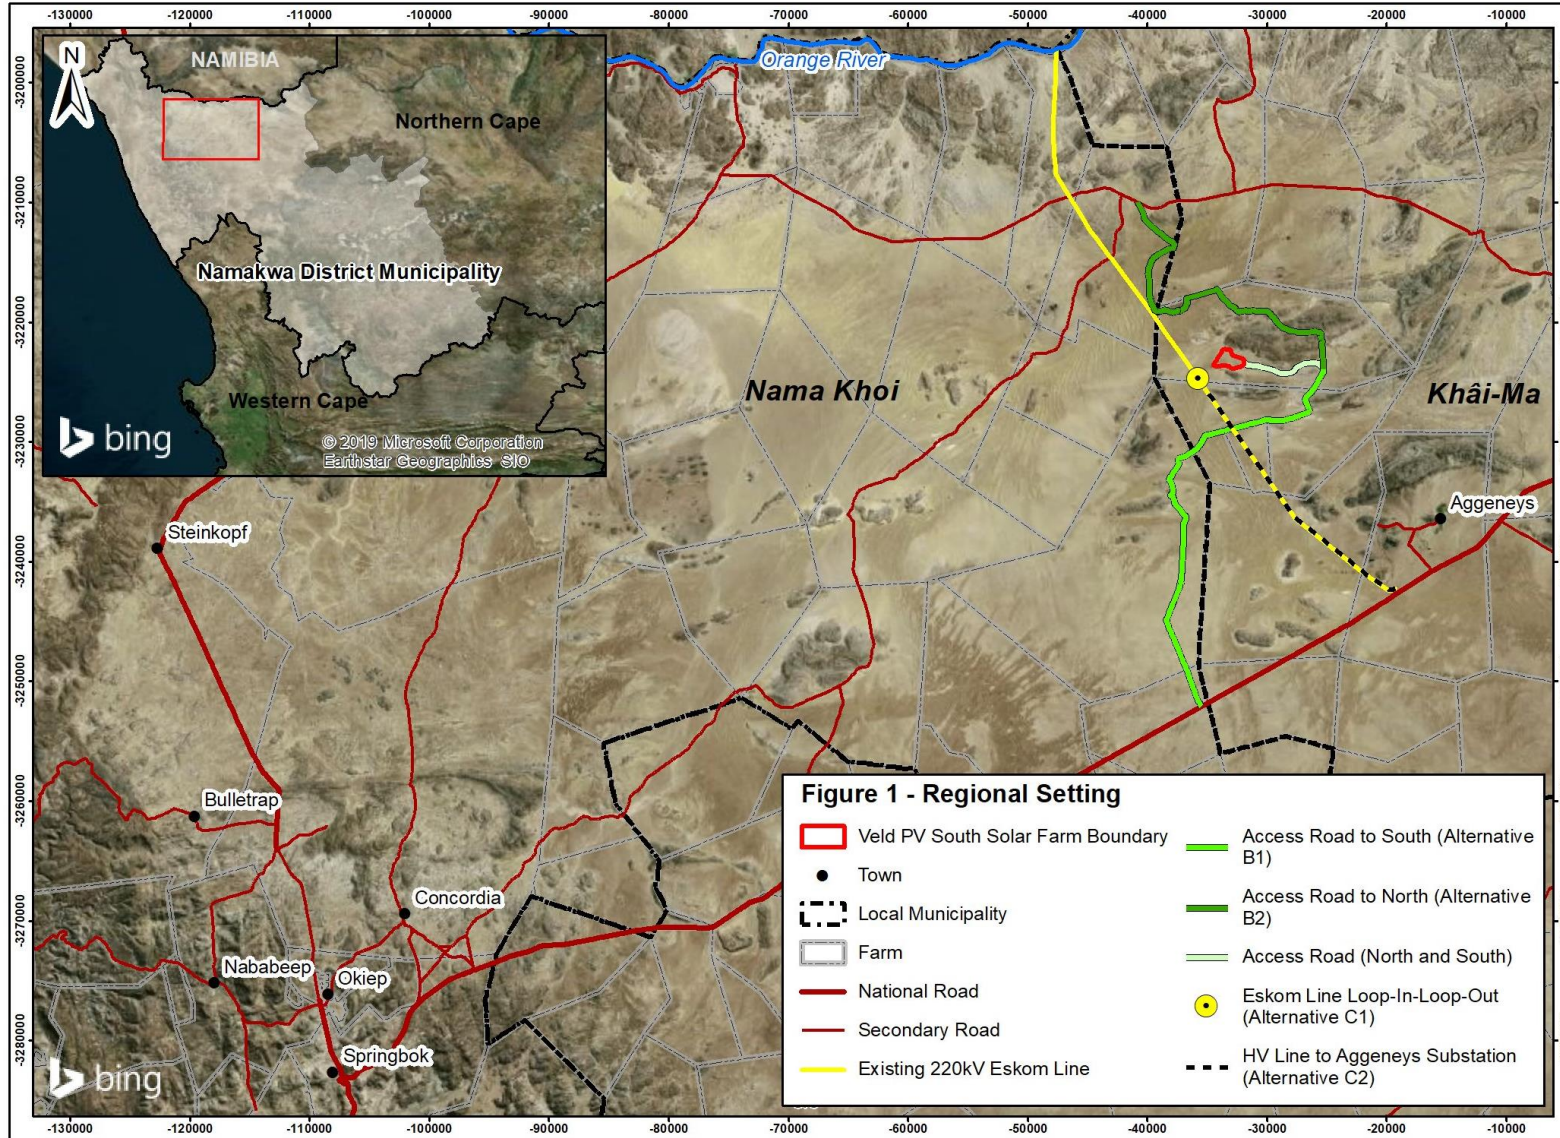 -130000 -120000 -110000 -100000 -90000 -80000 -70000 -60000 -50000 -40000 -30000 -20000 -10000
N
NAMIBIA
Northern Cape
Namakwa District Municipality
Western Cape
bing
© 2019 Microsoft Corporation
Earthstar Geographics SIO
Orange River
Nama Khoi
Khâi-Ma
Aggeneys
Steinkopf
Bulletrap
Concordia
Nababeep
Okiep
Springbok
bing
-3200000
-3210000
-3220000
-3230000
-3240000
-3250000
-3260000
-3270000
-3280000
Figure 1 - Regional Setting
Veld PV South Solar Farm Boundary
Town
Local Municipality
Farm
National Road
Secondary Road
Existing 220kV Eskom Line
Access Road to South (Alternative
B1)
Access Road to North (Alternative
B2)
Access Road (North and South)
Eskom Line Loop-In-Loop-Out
(Alternative C1)
HV Line to Aggeneys Substation
(Alternative C2)
-130000 -120000 -110000 -100000 -90000 -80000 -70000 -60000 -50000 -40000 -30000 -20000 -10000